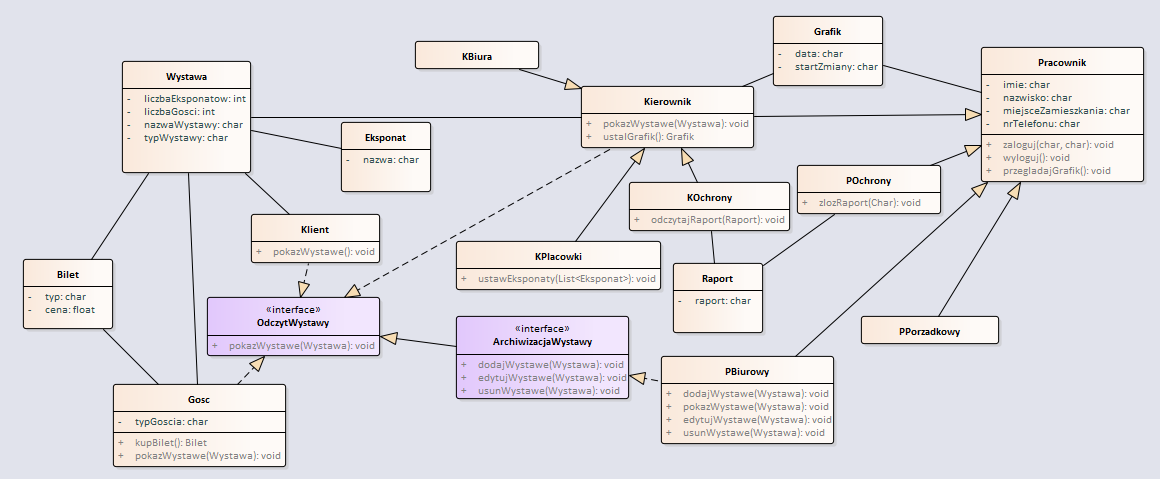 Wystawa
- liczbaEksponatow: int
- liczbaGosci: int
- nazwaWystawy: char
- typWystawy: char
Eksponat
- nazwa: char
KBiura
Kierownik
+ pokazWystawe(Wystawa): void
+ ustalGrafik(): Grafik
Grafik
- data: char
- startZmiany: char
Pracownik
- imie: char
- nazwisko: char
- miejsceZamieszkania: char
- nrTelefonu: char
+ zaloguj(char, char): void
+ wyloguj(): void
+ przegladajGrafik(): void
POchrony
+ zlozRaport(Char): void
KOchrony
+ odczytajRaport(Raport): void
Klient
+ pokazWystawe(): void
KPlacowki
+ ustawEksponaty(List<Eksponat>): void
Bilet
- typ: char
- cena: float
Raport
- raport: char
«interface»
OdczytWystawy
+ pokazWystawe(Wystawa): void
«interface»
ArchiwizacjaWystawy
+ dodajWystawe(Wystawa): void
+ edytujWystawe(Wystawa): void
+ usunWystawe(Wystawa): void
PPorzadkowy
PBiurowy
+ dodajWystawe(Wystawa): void
+ pokazWystawe(Wystawa): void
+ edytujWystawe(Wystawa): void
+ usunWystawe(Wystawa): void
Gosc
- typGoscia: char
+ kupBilet(): Bilet
+ pokazWystawe(Wystawa): void